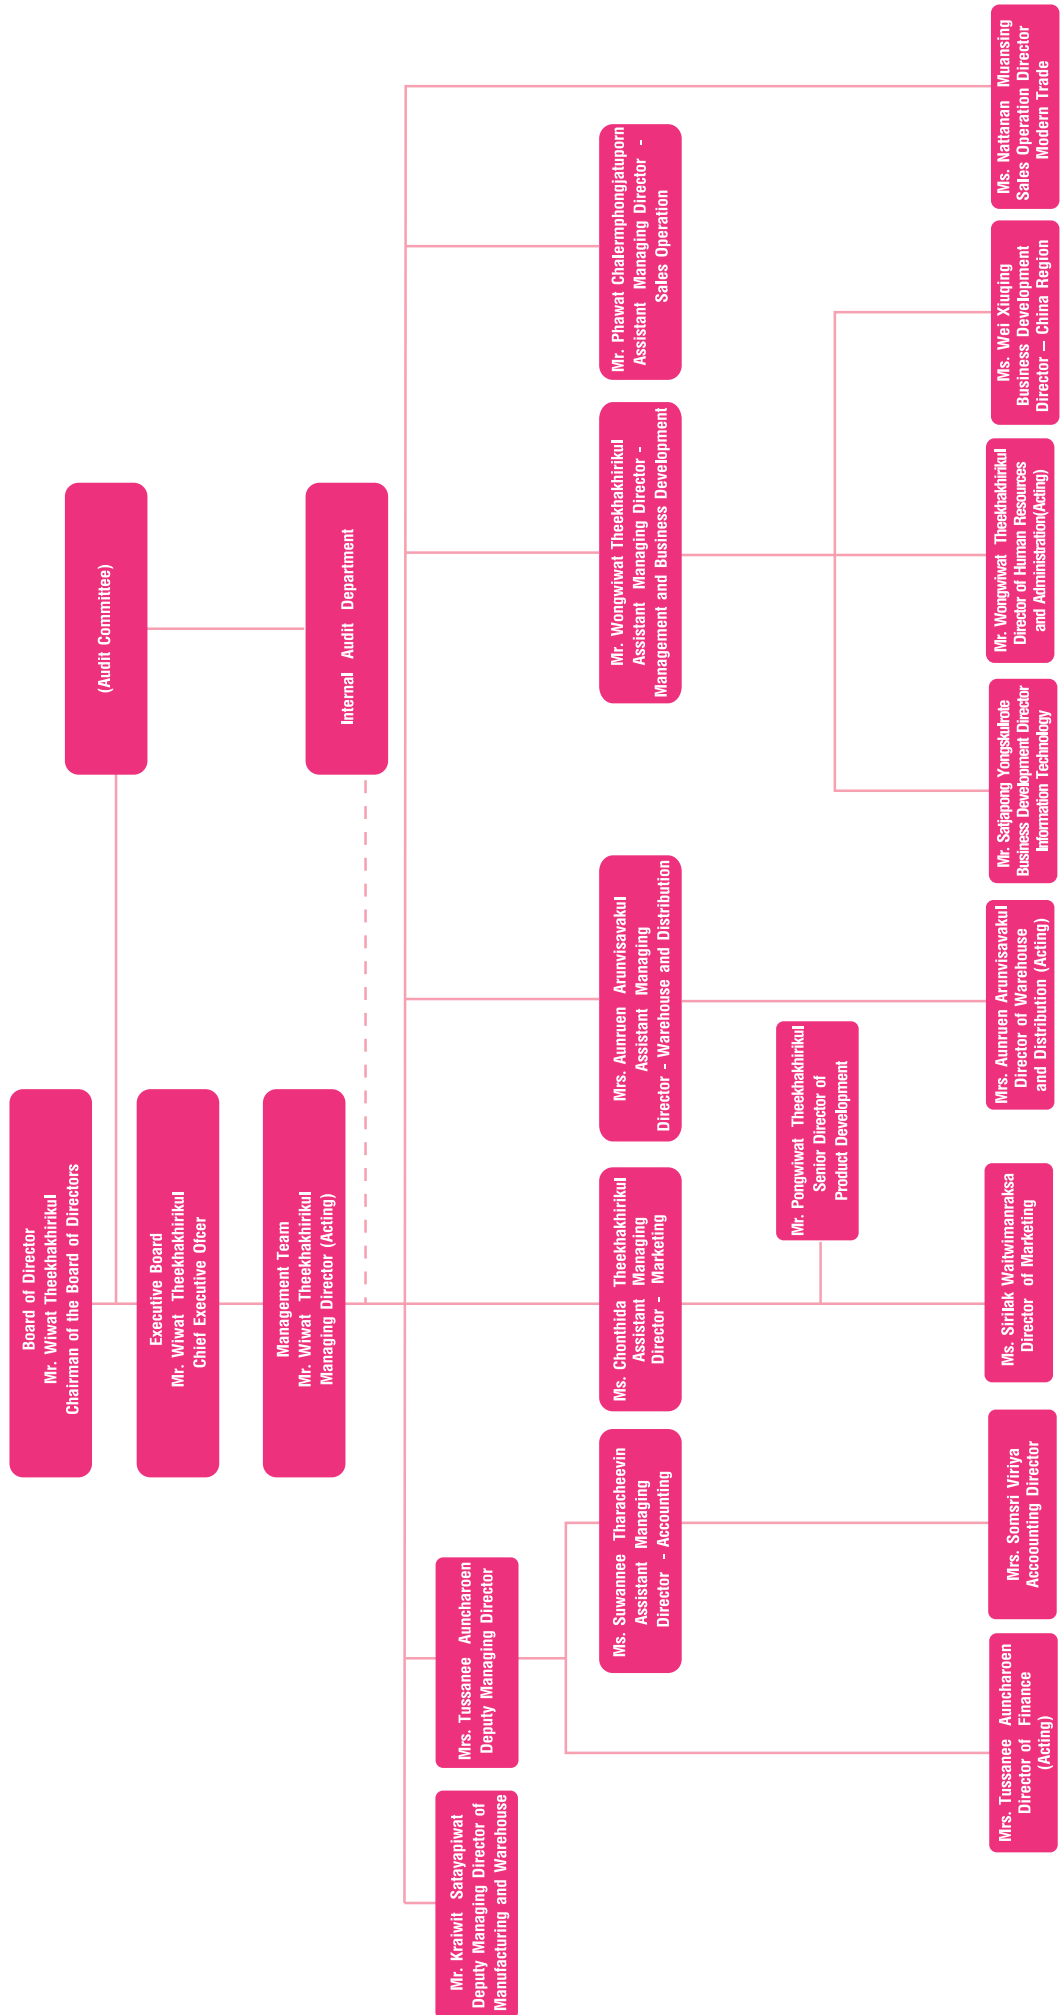 Board of Director
Mr. Wiwat Theekhakhirikul
Chairman of the Board of Directors
(Audit Committee)
Executive Board
Mr. Wiwat Theekhakhirikul
Chief Executive Ofcer
Management Team
Mr. Wiwat Theekhakhirikul
Managing Director (Acting)
Internal Audit Department
Mr. Kraiwit Satayapiwat
Deputy Managing Director of
Manufacturing and Warehouse
Mrs. Tussanee Auncharoen
Deputy Managing Director
Ms. Suwannee Tharacheevin
Assistant Managing
Director - Accounting
Ms. Chonthida Theekhakhirikul
Assistant Managing
Director - Marketing
Mrs. Aunruen Arunvisavakul
Assistant Managing
Director - Warehouse and Distribution
Mr. Wongwiwat Theekhakhirikul
Assistant Managing Director -
Management and Business Development
Mr. Phawat Chalermphongjatuporn
Assistant Managing Director -
Sales Operation
Mr. Pongwiwat Theekhakhirikul
Senior Director of
Product Development
Mrs. Tussanee Auncharoen
Director of Finance
(Acting)
Mrs. Somsri Viriya
Accoounting Director
Ms. Sirilak Waitwimanraksa
Director of Marketing
Mrs. Aunruen Arunvisavakul
Director of Warehouse
and Distribution (Acting)
Mr. Satjapong Yongskulrote
Business Development Director
Information Technology
Mr. Wongwiwat Theekhakhirikul
Director of Human Resources
and Administration(Acting)
Ms. Wei Xiuqing
Business Development
Director – China Region
Ms. Nattanan Muansing
Sales Operation Director
Modern Trade